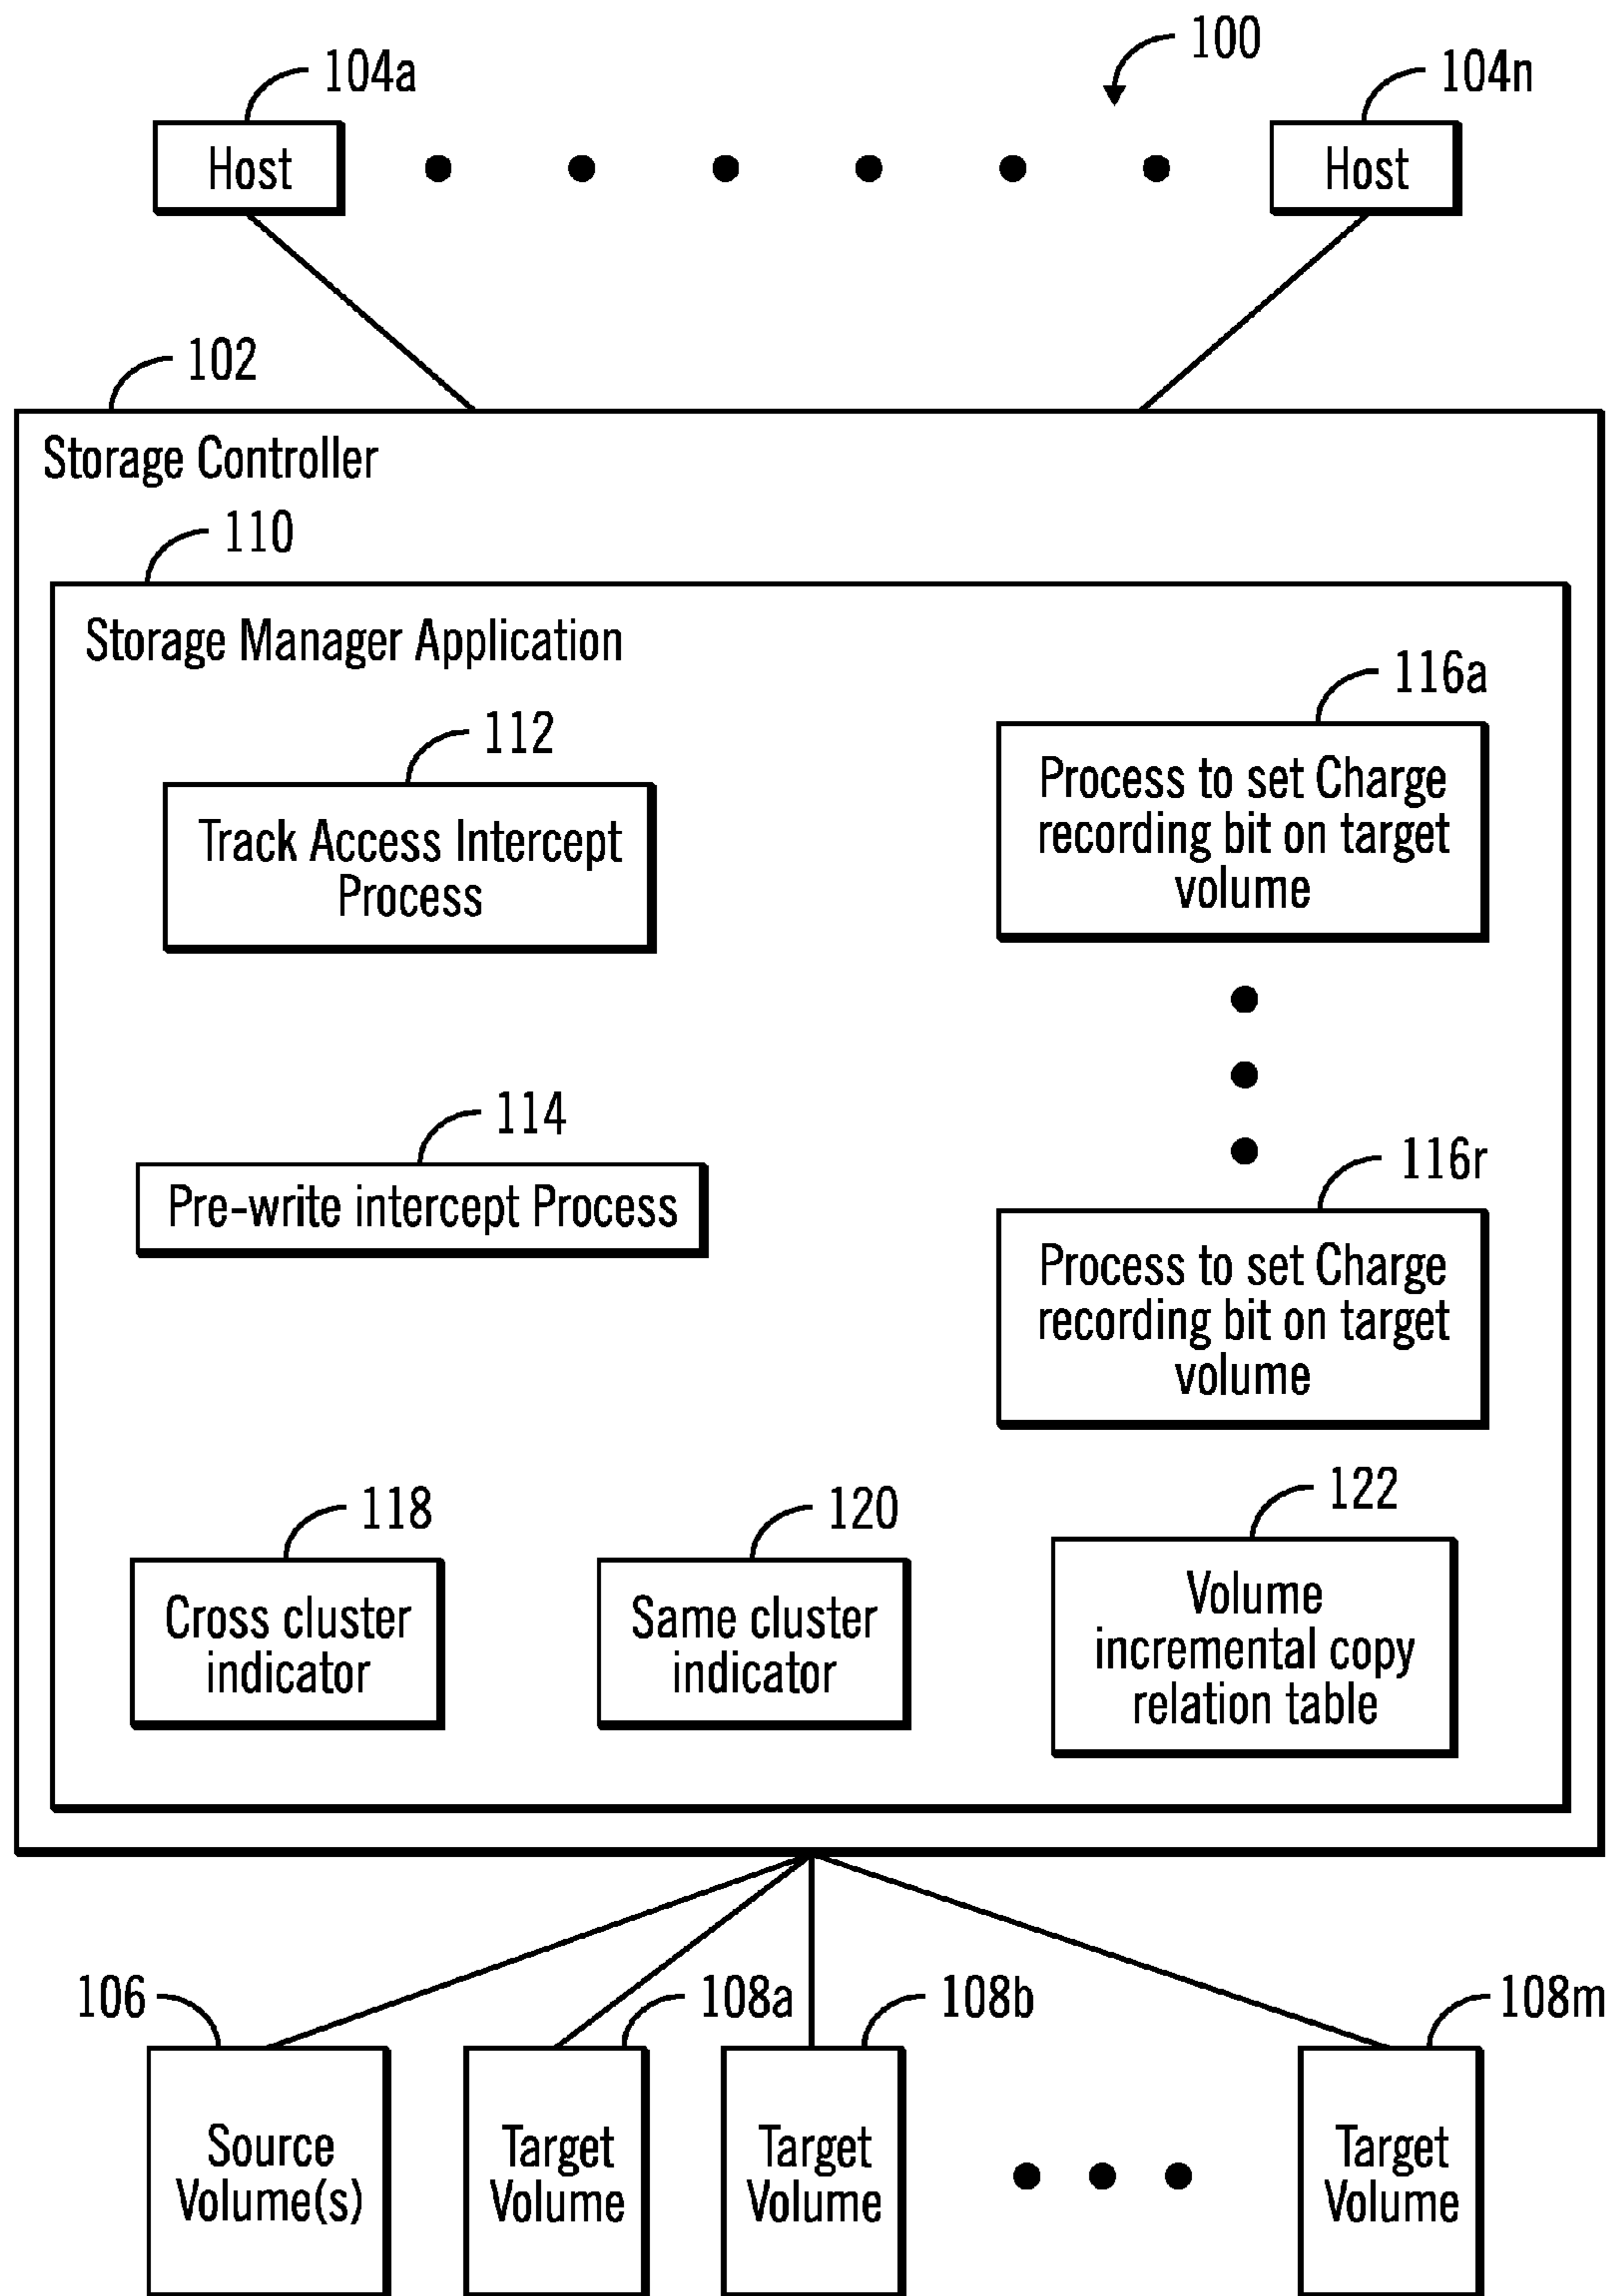 100
104a
104n
Host
Host
102
Storage Controller
110
Storage Manager Application
116a
112
Process to set Charge
recording bit on target
volume
Track Access Intercept
Process
114
116r
Pre-write intercept Process
Process to set Charge
recording bit on target
volume
118
120
122
Cross cluster
indicator
Same cluster
indicator
Volume
incremental copy
relation table
106
108a
108b
108m
Source
Volume(s)
Target
Volume
Target
Volume
Target
Volume